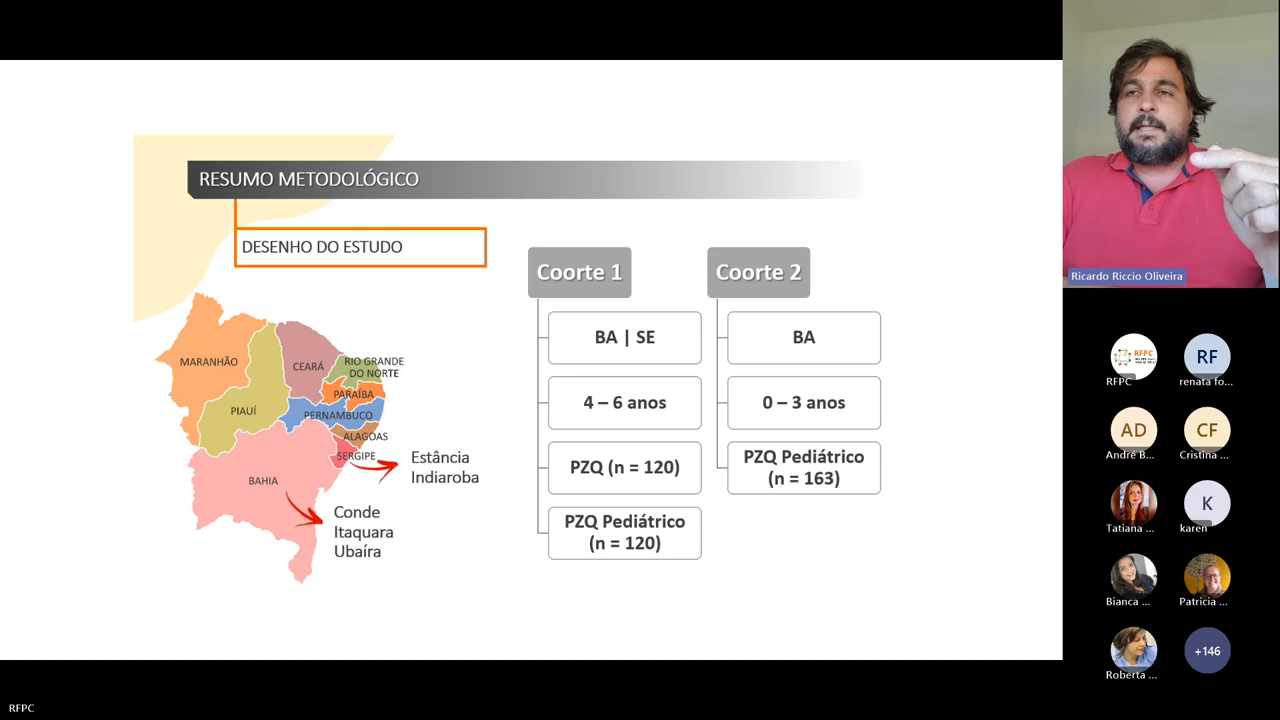 RESUMO METODOLÓGICO
DESENHO DO ESTUDO
MARANHÃO
PIAUÍ
CEARÁ
RIO GRANDE
DO NORTE
PARAÍBA
PERNAMBUCO
ALAGOAS
SERGIPE
BAHIA
Estância
Indiaroba
Conde
Itaquara
Ubaíra
Coorte 1
BA | SE
4 – 6 anos
PZQ (n = 120)
PZQ Pediátrico
(n = 120)
Coorte 2
BA
0 – 3 anos
PZQ Pediátrico
(n = 163)
Ricardo Riccio Oliveira
RFPC
RFPC
RF
renata fo...
AD
André B...
CF
Cristina ...
Tatiana ...
K
karen
Bianca ...
Patricia ...
Roberta ...
+146
RFPC